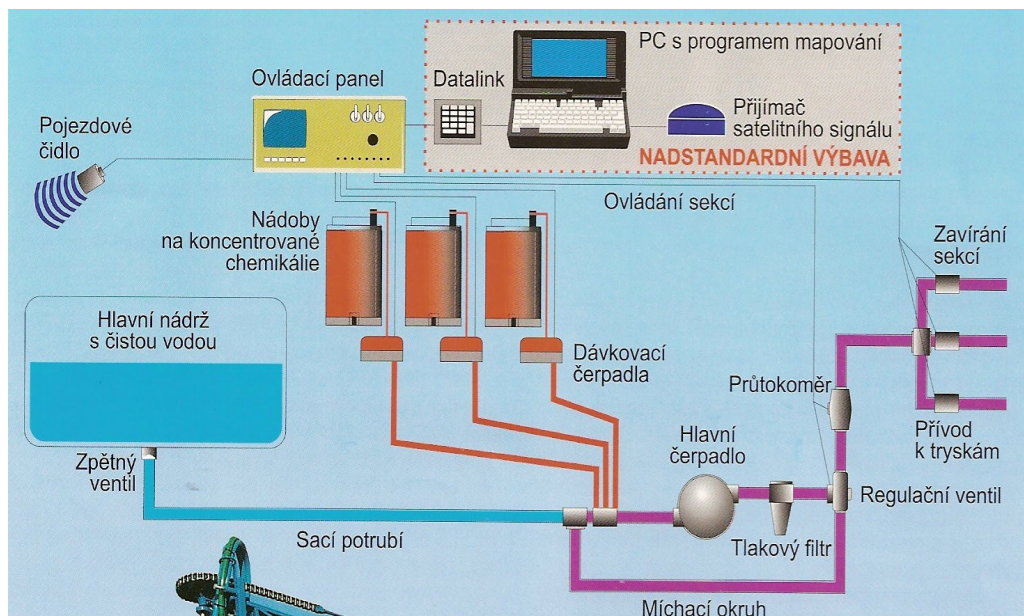 PC s programem mapování
Ovládací panel
Datalink
Přijímač
satelitního signálu
NADSTANDARDNÍ VÝBAVA
Pojezdové
čidlo
Ovládání sekcí
Nádoby
na koncentrované
chemikálie
Zavírání
sekcí
Hlavní nádrž
s čistou vodou
Dávkovací
čerpadla
Průtokoměr
Přívod
k tryskám
Hlavní
čerpadlo
Zpětný
ventil
Regulační ventil
Sací potrubí
Tlakový filtr
Míchací okruh